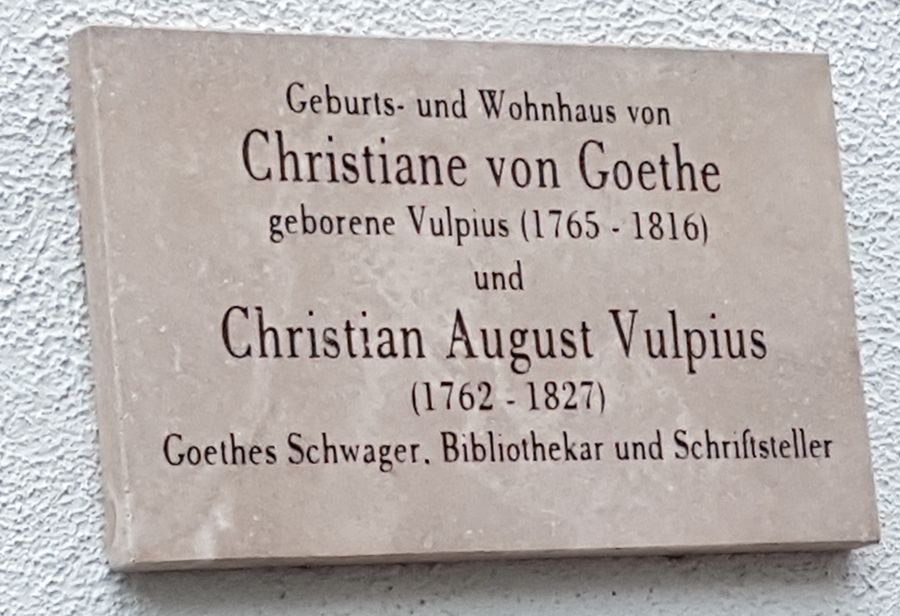 Geburts- und Wohnhaus von
Christiane von Goethe
geborene Vulpius (1765 - 1816)
und
Christian August Vulpius
(1762 - 1827)
Goethes Schwager, Bibliothekar und Schriftsteller